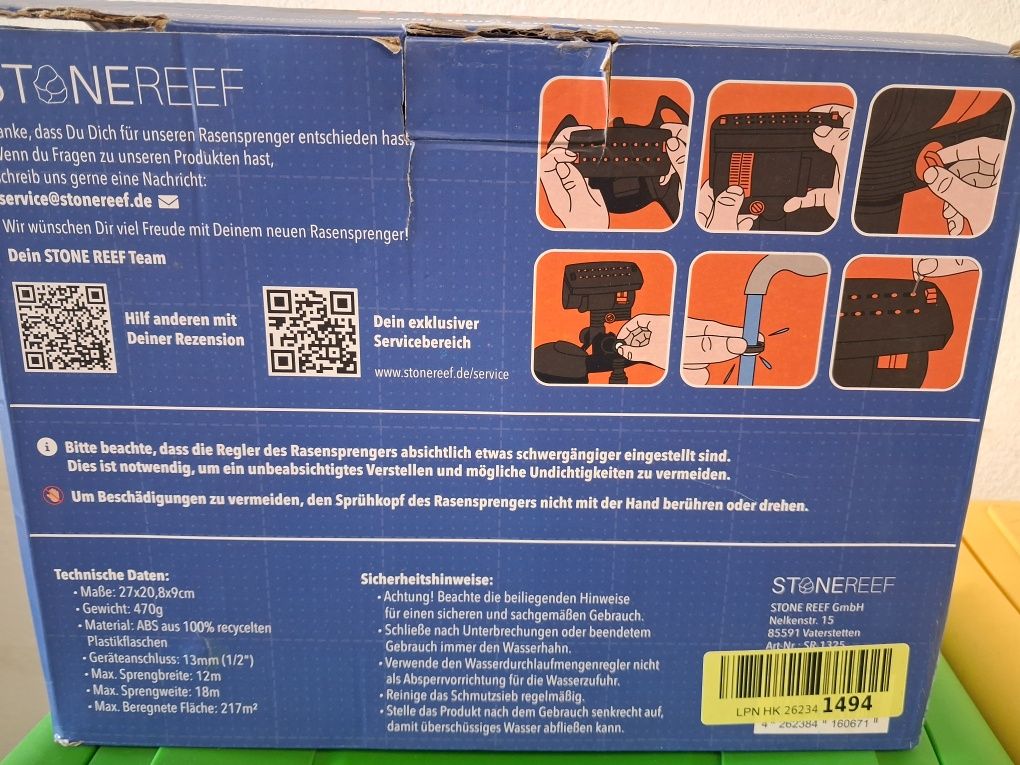 STONEREEF
anke, dass Du Dich für unseren Rasensprenger entschieden hast.
Wenn du Fragen zu unseren Produkten hast,
chreib uns gerne eine Nachricht:
service@stonereef.de
Wir wünschen Dir viel Freude mit Deinem neuen Rasensprenger!
Dein STONE REEF Team
Hilf anderen mit
Deiner Rezension
Dein exklusiver
Servicebereich
www.stonereef.de/service
Bitte beachte, dass die Regler des Rasensprengers absichtlich etwas schwergängiger eingestellt sind.
Dies ist notwendig, um ein unbeabsichtigtes Verstellen und mögliche Undichtigkeiten zu vermeiden.
Um Beschädigungen zu vermeiden, den Sprühkopf des Rasensprengers nicht mit der Hand berühren oder drehen.
Technische Daten:
• Maße: 27x20,8x9cm
• Gewicht: 470g
• Material: ABS aus 100% recycelten
Plastikflaschen
• Geräteanschluss: 13mm (1/2")
• Max. Sprengbreite: 12m
• Max. Sprengweite: 18m
• Max. Beregnete Fläche: 217m²
Sicherheitshinweise:
• Achtung! Beachte die beiliegenden Hinweise
für einen sicheren und sachgemäßen Gebrauch.
• Schließe nach Unterbrechungen oder beendetem
Gebrauch immer den Wasserhahn.
• Verwende den Wasserdurchlaufmengenregler nicht
als Absperrvorrichtung für die Wasserzufuhr.
• Reinige das Schmutzsieb regelmäßig.
• Stelle das Produkt nach dem Gebrauch senkrecht auf,
damit überschüssiges Wasser abfließen kann.
STONEREEF
STONE REEF GmbH
Nelkenstr. 15
85591 Vaterstetten
Art-Nr.: SR 1325
LPN HK 26234 1494
4 262384 160671